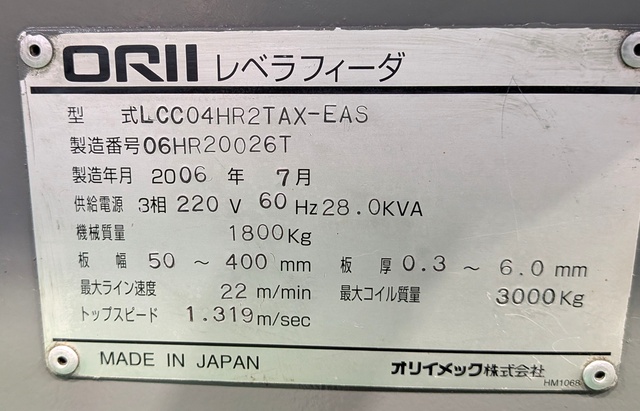 ORII レベラフィーダ
型 式 LCC04HR2TAX-EAS
製造番号 06HR20026T
製造年月 2006 年 7 月
供給電源 3相 220 V 60 Hz 28.0KVA
機械質量 1800Kg
板 幅 50 ～ 400 mm 板 厚 0.3 ～ 6.0 mm
最大ライン速度 22 m/min 最大コイル質量 3000Kg
トップスピード 1.319m/sec
MADE IN JAPAN オリイメック株式会社
HM1068